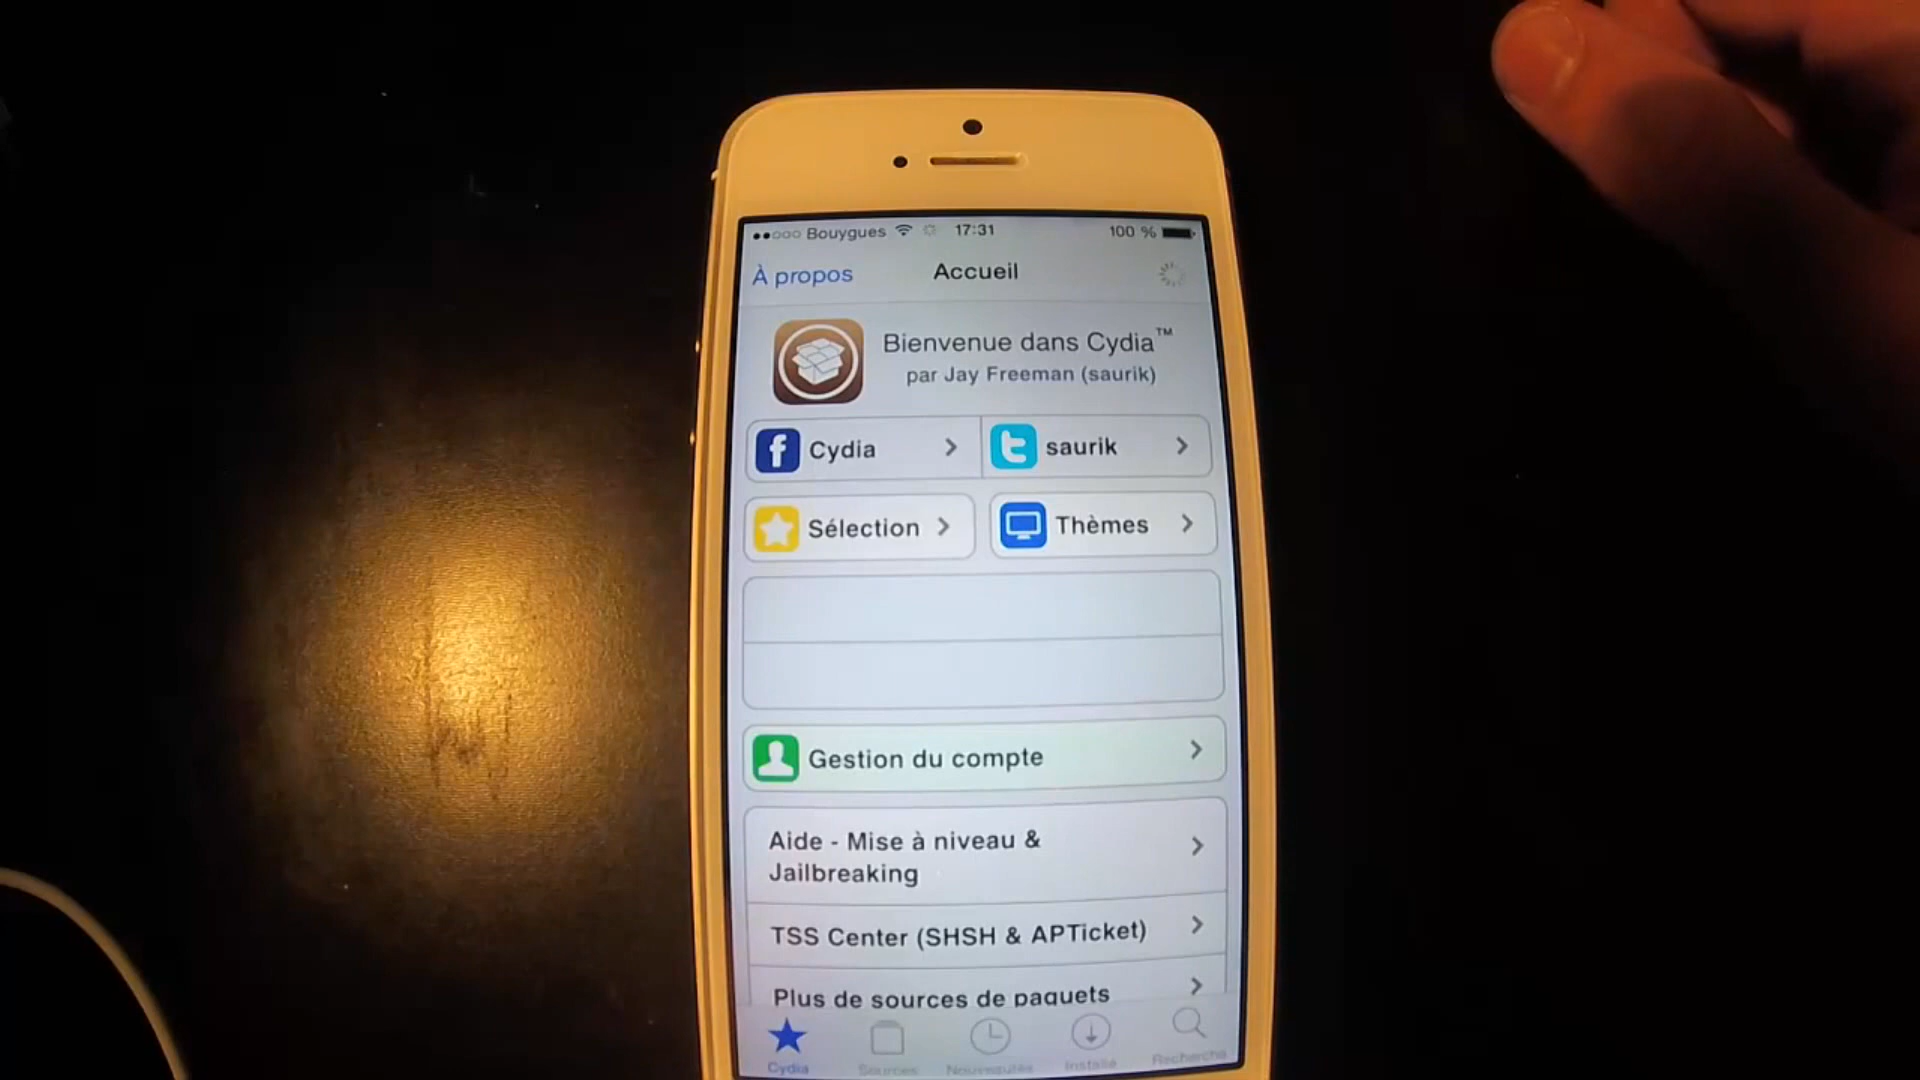 Bouygues 17:31 100 %
À propos Accueil
Bienvenue dans Cydia™
par Jay Freeman (saurik)
Cydia saurik
Sélection Thèmes
Gestion du compte
Aide - Mise à niveau &
Jailbreaking
TSS Center (SHSH & APTicket)
Plus de sources de paquets
Cydia Sources Nouveautés Installé Recherche